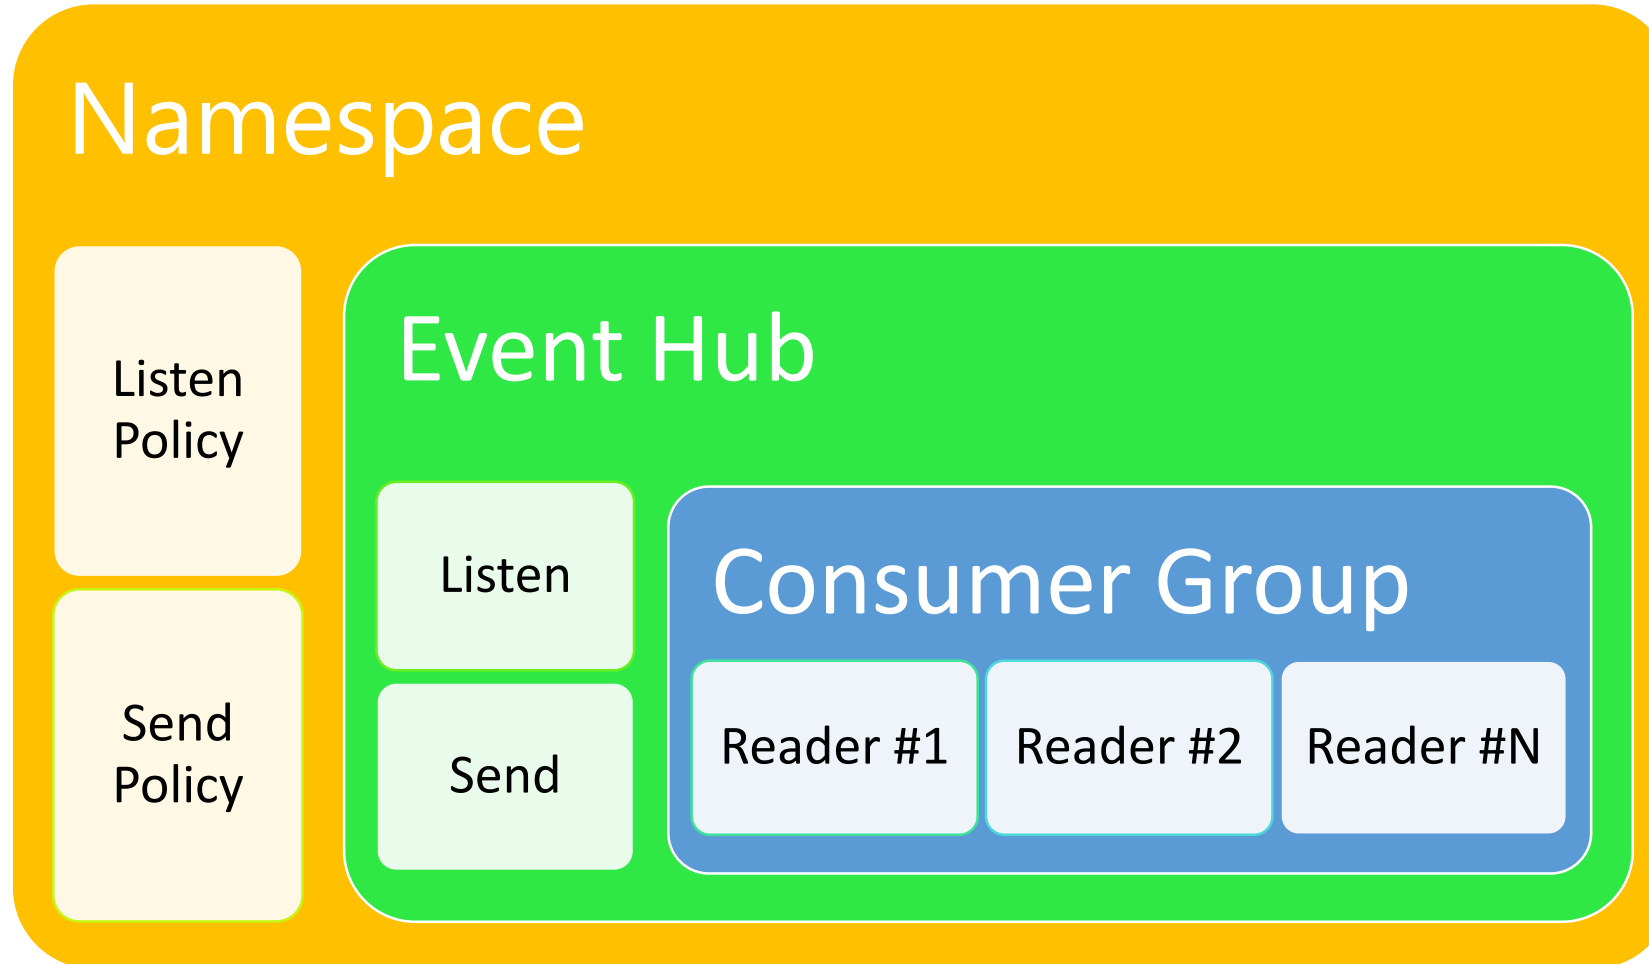 Namespace
Listen
Policy
Send
Policy
Event Hub
Listen
Send
Consumer Group
Reader #1
Reader #2
Reader #N